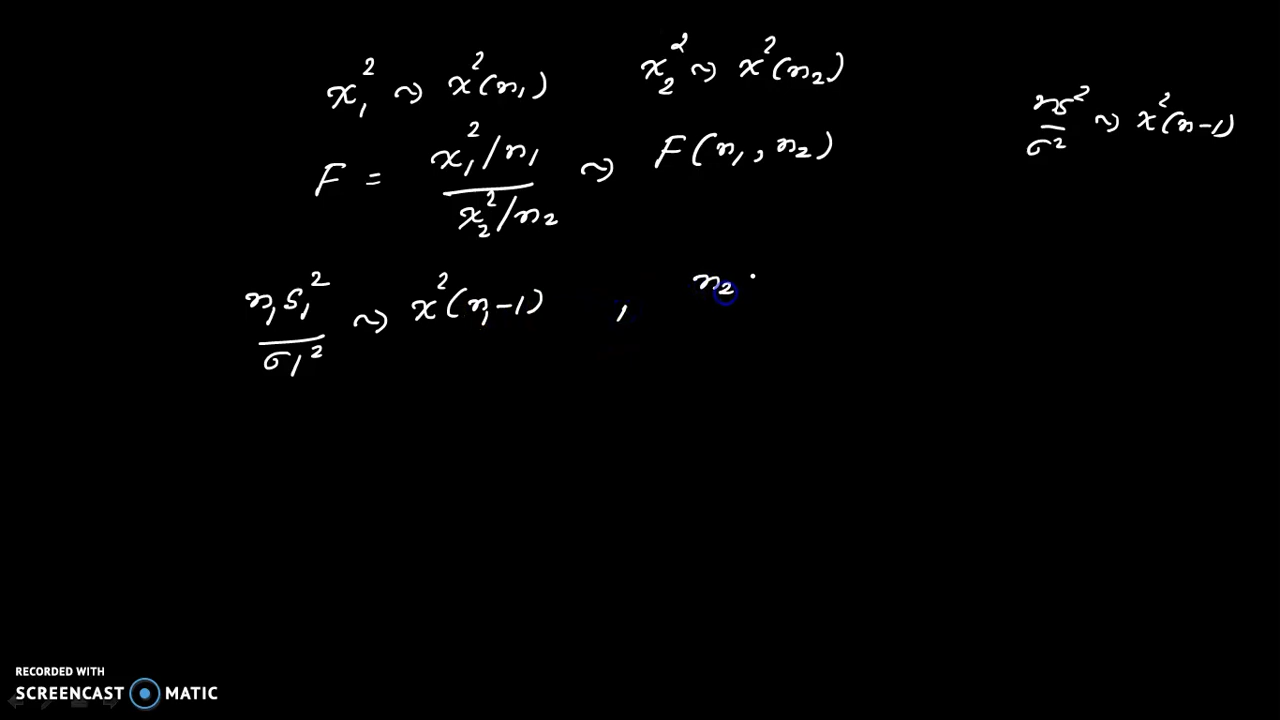 x₁² ~ x²(n₁)    x₂² ~ x²(n₂)
ns²/σ² ~ x²(n-1)
F = (x₁²/n₁)/(x₂²/n₂) ~ F(n₁, n₂)
n₁s₁²/σ₁² ~ x²(n₁-1) , n₂
RECORDED WITH
SCREENCAST MATIC